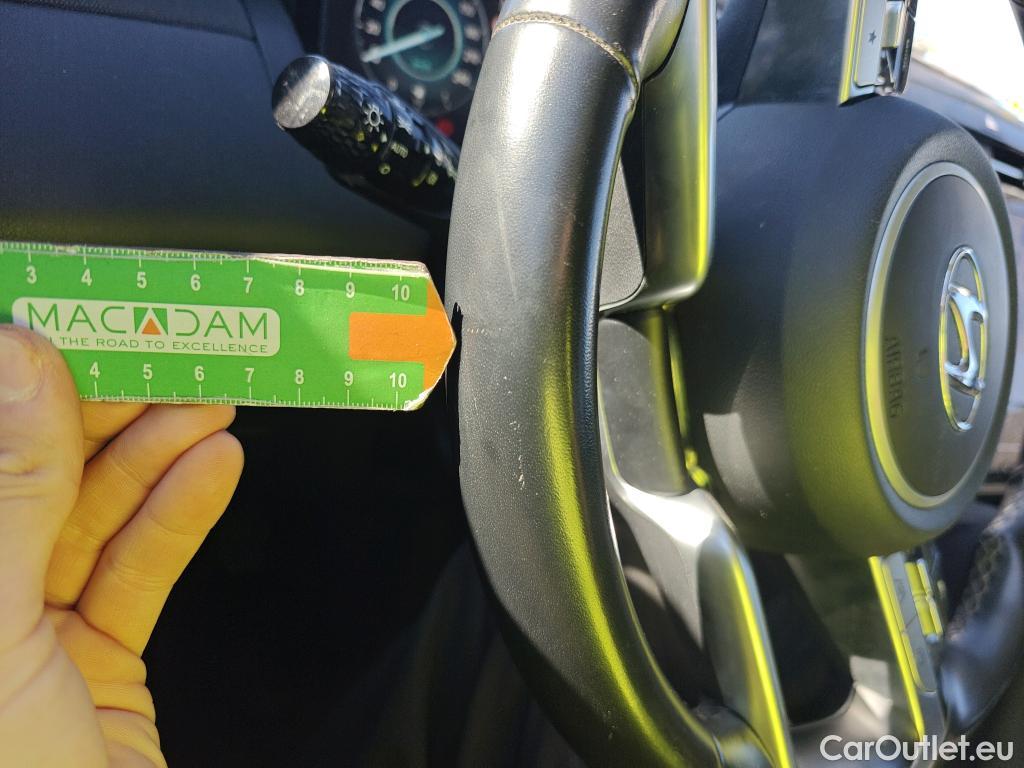 AUTO
3 4 5 6 7 8 9 10
MACADAM
THE ROAD TO EXCELLENCE
4 5 6 7 8 9 10
AIRBAG
CarOutlet.eu